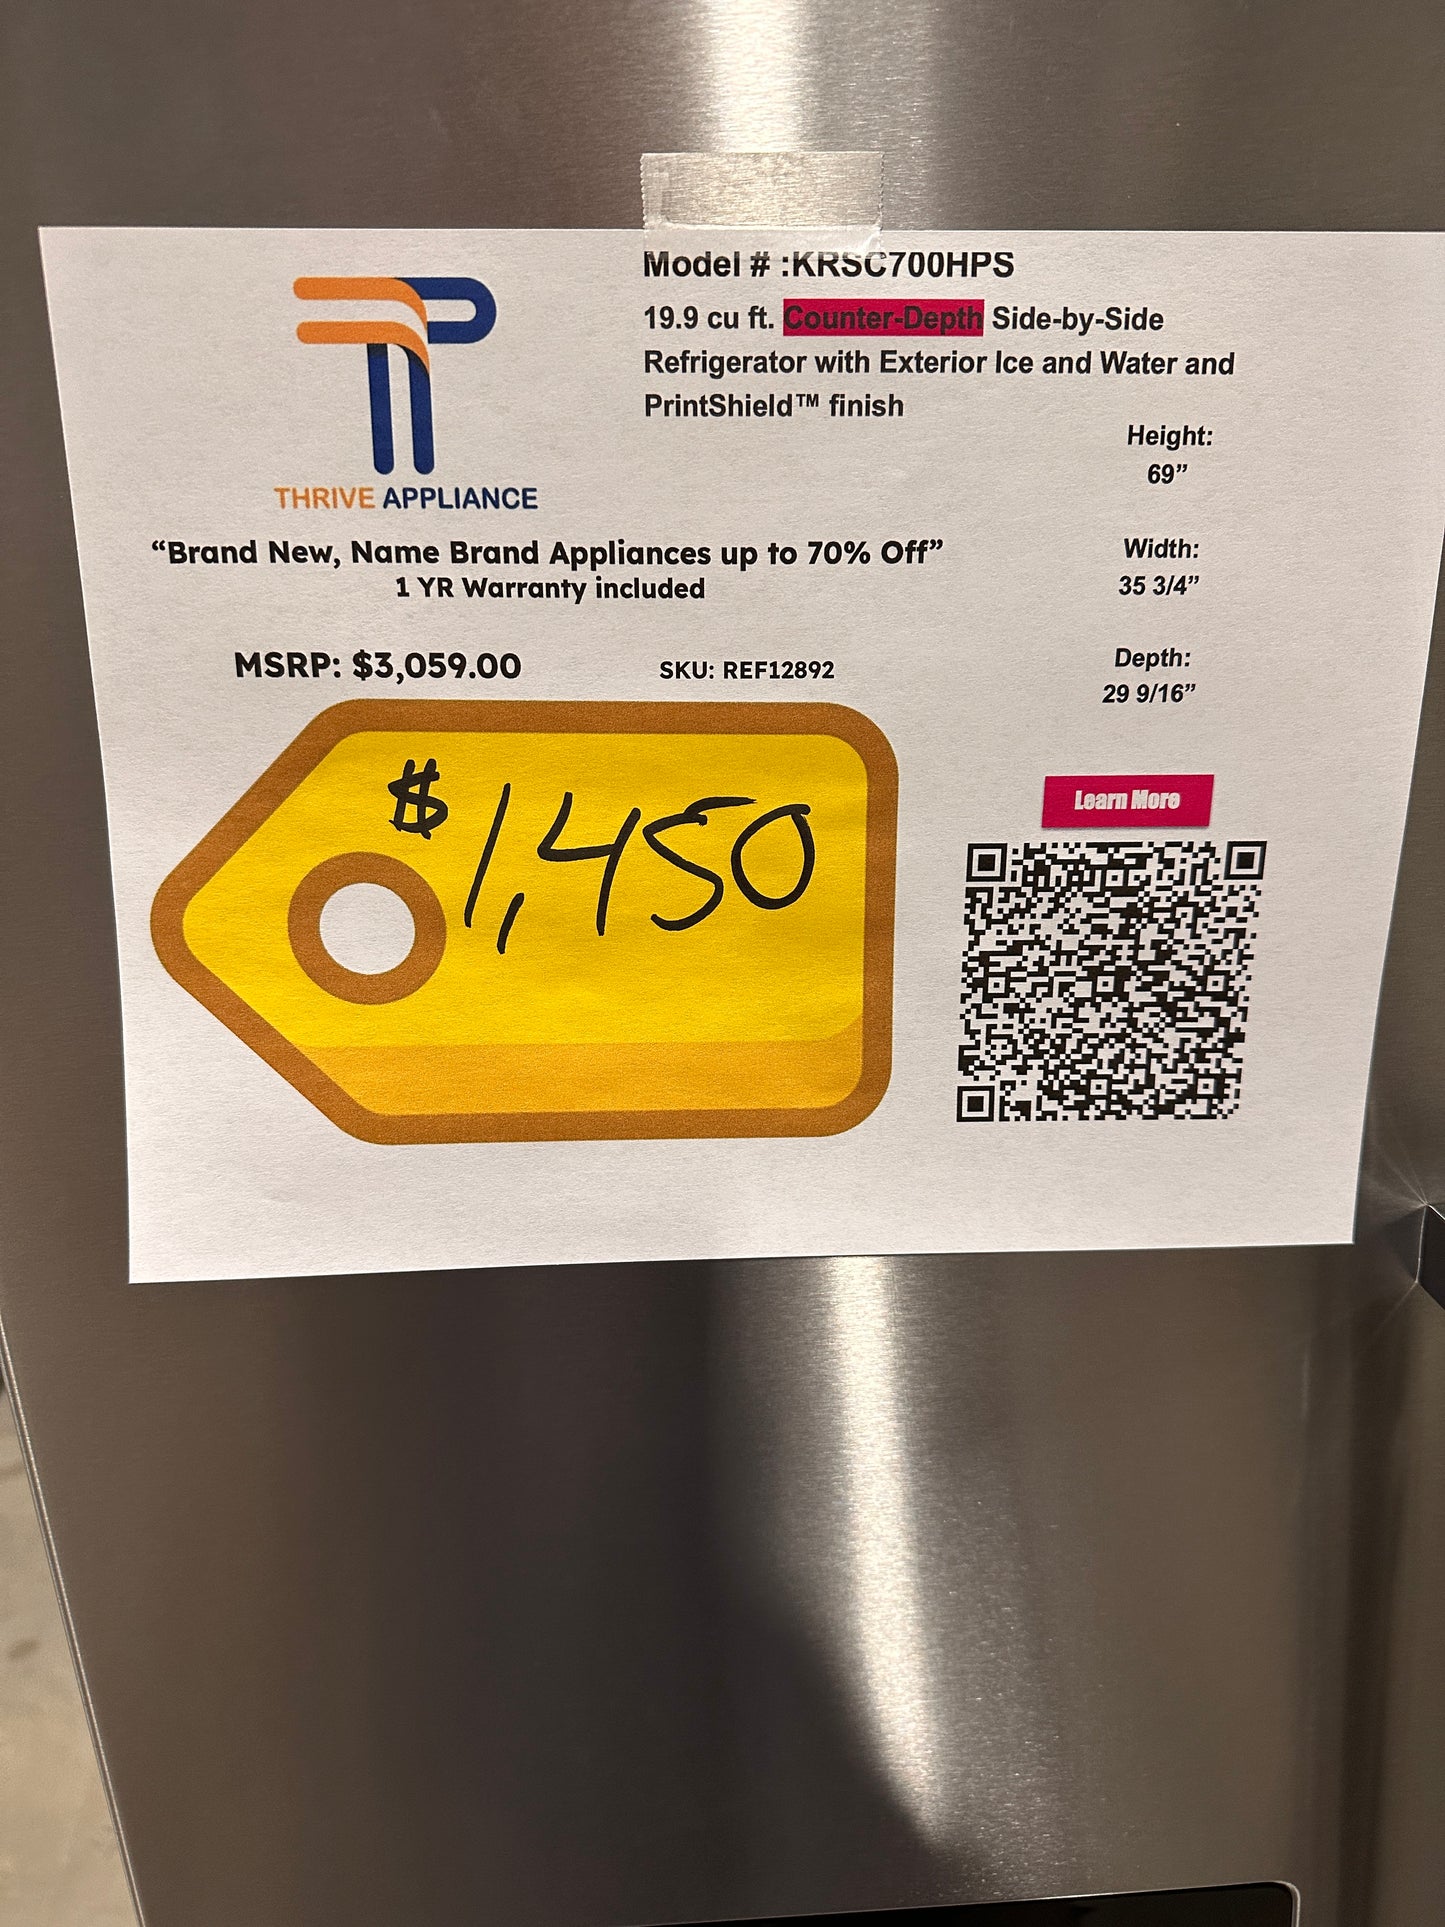 Model # :KRSC700HPS
19.9 cu ft. Counter-Depth Side-by-Side
Refrigerator with Exterior Ice and Water and
PrintShield™ finish
THRIVE APPLIANCE
“Brand New, Name Brand Appliances up to 70% Off”
1 YR Warranty included
MSRP: $3,059.00
SKU: REF12892
$1,450
Height:
69”
Width:
35 3/4”
Depth:
29 9/16”
Learn More